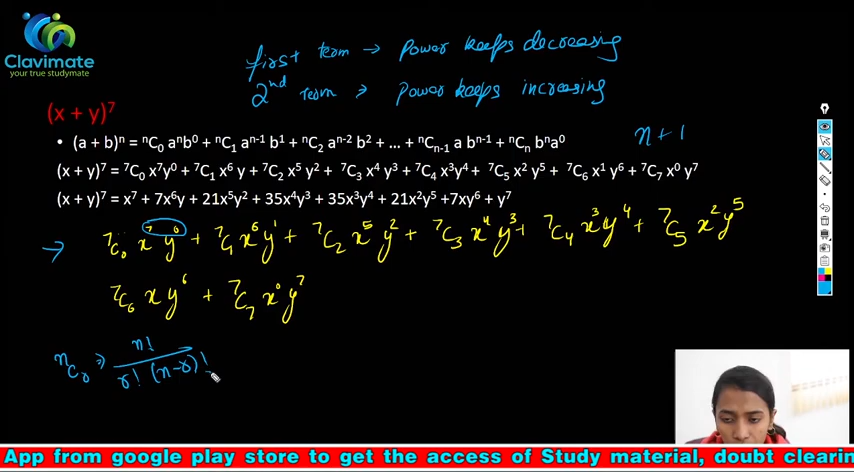 Clavimate
your true studymate
first term → Power keeps decreasing
2nd term → Power keeps increasing
(x + y)⁷
n + 1
• (a + b)ⁿ = ⁿC₀ aⁿb⁰ + ⁿC₁ aⁿ⁻¹ b¹ + ⁿC₂ aⁿ⁻² b² + ... + ⁿCₙ₋₁ a bⁿ⁻¹ + ⁿCₙ bⁿa⁰
(x + y)⁷ = ⁷C₀ x⁷y⁰ + ⁷C₁ x⁶ y + ⁷C₂ x⁵ y² + ⁷C₃ x⁴ y³ + ⁷C₄ x³y⁴ + ⁷C₅ x² y⁵ + ⁷C₆ x¹ y⁶ + ⁷C₇ x⁰ y⁷
(x + y)⁷ = x⁷ + 7x⁶y + 21x⁵y² + 35x⁴y³ + 35x³y⁴ + 21x²y⁵ +7xy⁶ + y⁷
→ ⁷C₀ x⁷ y⁰ + ⁷C₁ x⁶ y¹ + ⁷C₂ x⁵ y² + ⁷C₃ x⁴ y³ + ⁷C₄ x³ y⁴ + ⁷C₅ x² y⁵
⁷C₆ x y⁶ + ⁷C₇ x⁰ y⁷
ⁿCᵣ ⇒ n! / r! (n-r)!
App from google play store to get the access of Study material, doubt clearin